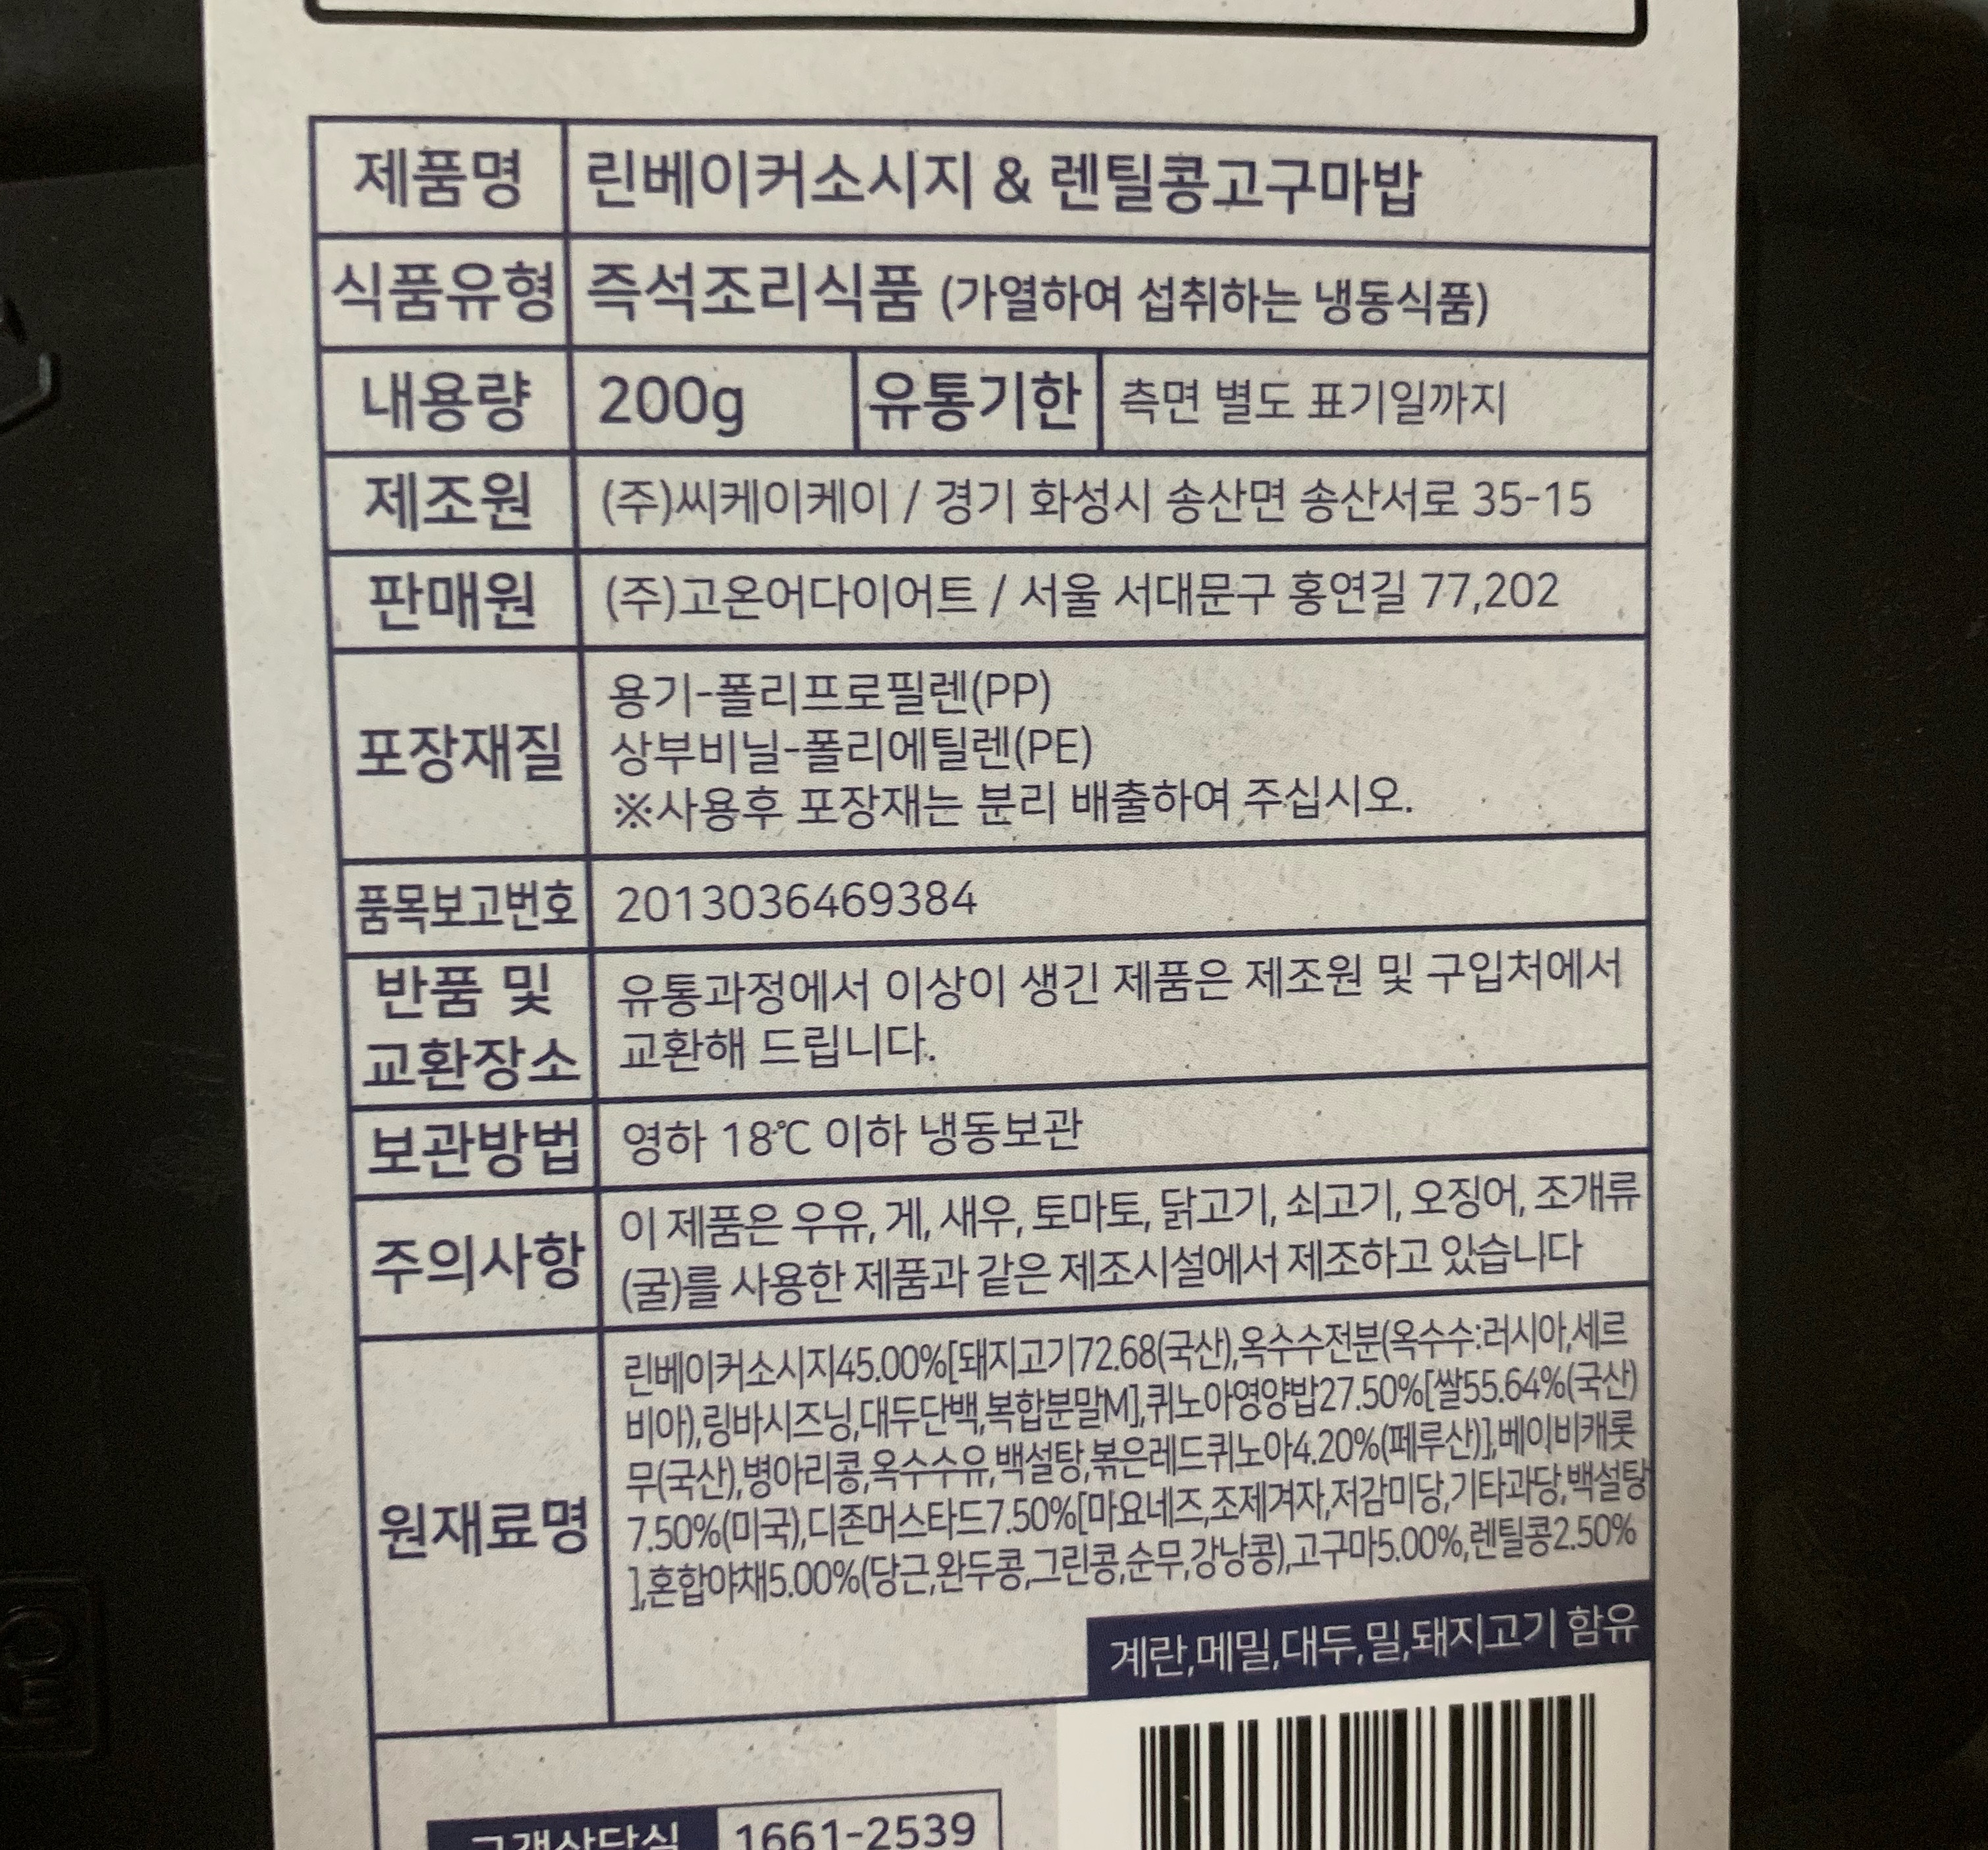 제품명 린베이커소시지 & 렌틸콩고구마밥
식품유형 즉석조리식품 (가열하여 섭취하는 냉동식품)
내용량 200g 유통기한 측면 별도 표기일까지
제조원 (주)씨케이케이 / 경기 화성시 송산면 송산서로 35-15
판매원 (주)고온어다이어트 / 서울 서대문구 홍연길 77,202
포장재질
용기-폴리프로필렌(PP)
상부비닐-폴리에틸렌(PE)
※사용후 포장재는 분리 배출하여 주십시오.
품목보고번호 2013036469384
반품 및
교환장소
유통과정에서 이상이 생긴 제품은 제조원 및 구입처에서
교환해 드립니다.
보관방법 영하 18℃ 이하 냉동보관
주의사항
이 제품은 우유, 게, 새우, 토마토, 닭고기, 쇠고기, 오징어, 조개류
(굴)를 사용한 제품과 같은 제조시설에서 제조하고 있습니다
원재료명
린베이커소시지45.00%[돼지고기72.68(국산),옥수수전분(옥수수:러시아,세르
비아),링바시즈닝,대두단백,복합분말M],퀴노아영양밥27.50%[쌀55.64%(국산)
무(국산),병아리콩,옥수수유,백설탕,볶은레드퀴노아4.20%(페루산)],베이비캐롯
7.50%(미국),디존머스타드7.50%[마요네즈,조제겨자,저감미당,기타과당,백설탕
],혼합야채5.00%(당근,완두콩,그린콩,순무,강낭콩),고구마5.00%,렌틸콩2.50%
계란,메밀,대두,밀,돼지고기 함유
고객상담실 1661-2539